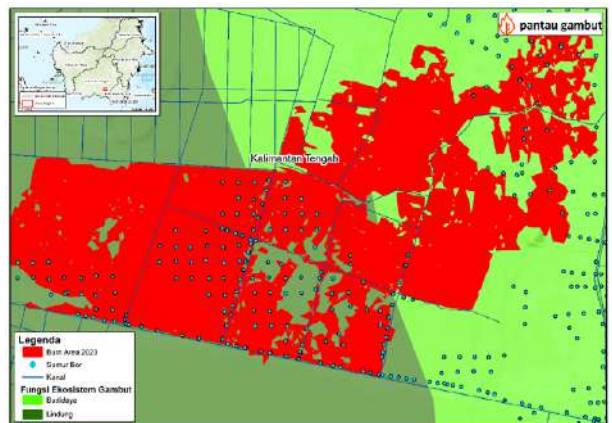 pantau gambut
Kalimantan Tengah
Legenda
Burn Area 2023
Sumur Bor
Kanal
Fungsi Ekosistem Gambut
Budidaya
Lindung